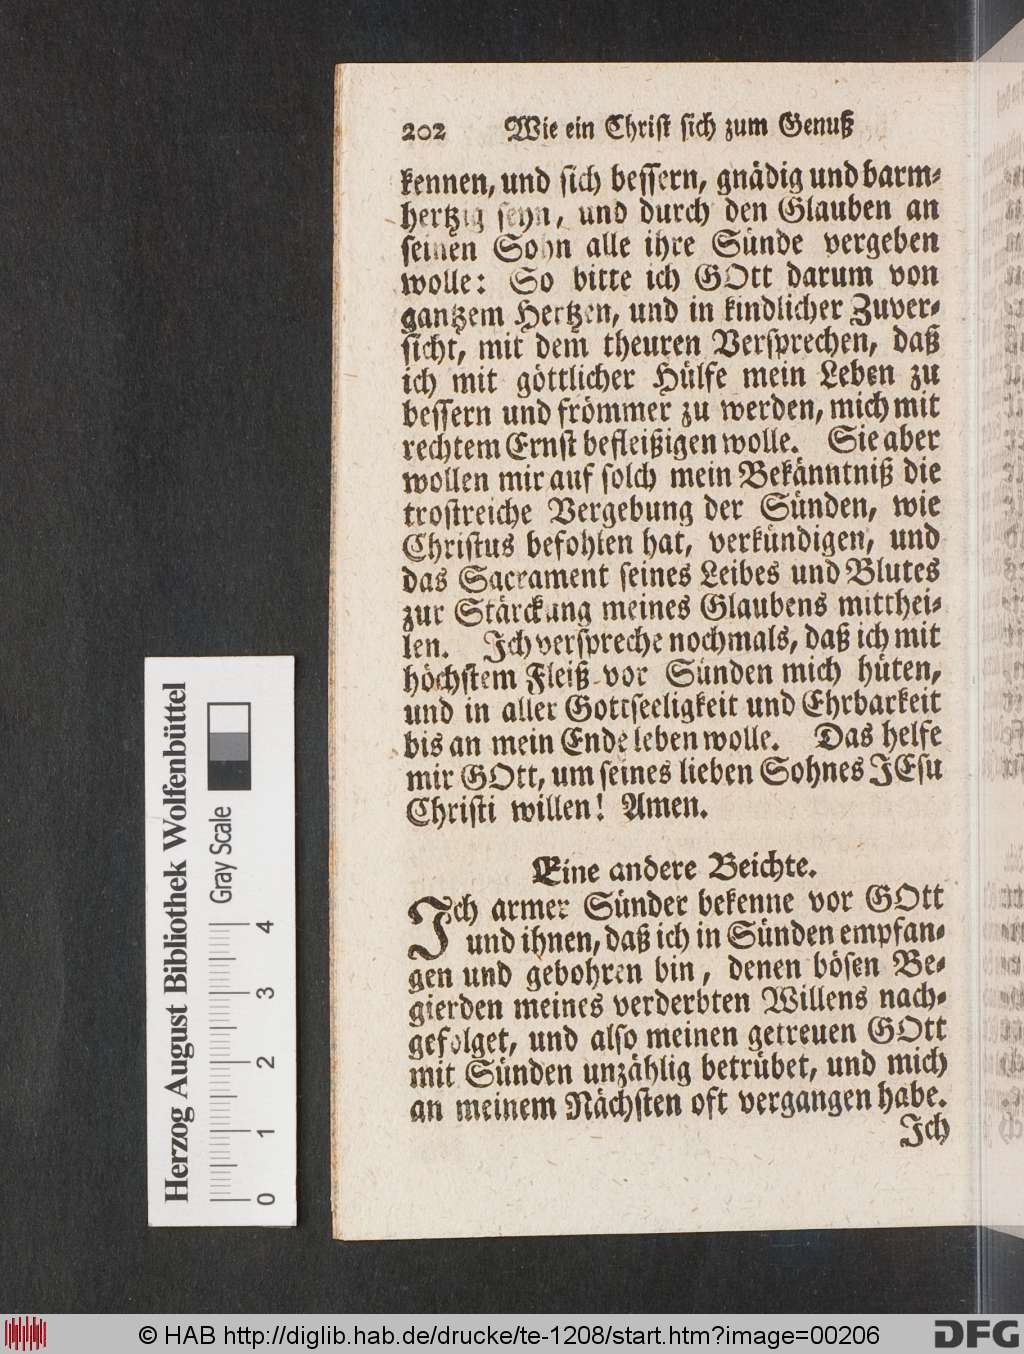 202 Wie ein Christ sich zum Genuß
kennen, und sich bessern, gnädig und barm-
hertzig seyn, und durch den Glauben an
seinen Sohn alle ihre Sünde vergeben
wolle: So bitte ich GOtt darum von
gantzem Hertzen, und in kindlicher Zuver-
sicht, mit dem theuren Versprechen, daß
ich mit göttlicher Hülfe mein Leben zu
bessern und frömmer zu werden, mich mit
rechtem Ernst befleißigen wolle. Sie aber
wollen mir auf solch mein Bekänntniß die
trostreiche Vergebung der Sünden, wie
Christus befohlen hat, verkündigen, und
das Sacrament seines Leibes und Blutes
zur Stärckung meines Glaubens mitthei-
len. Ich verspreche nochmals, daß ich mit
höchstem Fleiß vor Sünden mich hüten,
und in aller Gottseeligkeit und Ehrbarkeit
bis an mein Ende leben wolle. Das helfe
mir GOtt, um seines lieben Sohnes JEsu
Christi willen! Amen.
Eine andere Beichte.
Ich armer Sünder bekenne vor GOtt
und ihnen, daß ich in Sünden empfan-
gen und gebohren bin, denen bösen Be-
gierden meines verderbten Willens nach-
gefolget, und also meinen getreuen GOtt
mit Sünden unzählig betrübet, und mich
an meinem Nächsten oft vergangen habe.
Ich
Herzog August Bibliothek Wolfenbüttel
Gray Scale
0 1 2 3 4
© HAB http://diglib.hab.de/drucke/te-1208/start.htm?image=00206
DFG